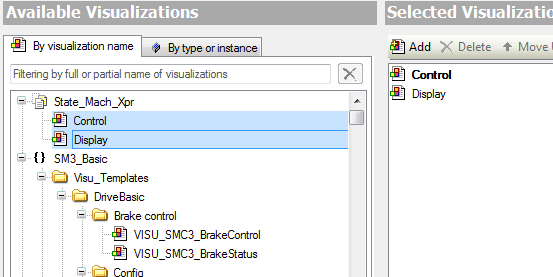 Available Visualizations
By visualization name
By type or instance
Filtering by full or partial name of visualizations
State_Mach_Xpr
Control
Display
SM3_Basic
Visu_Templates
DriveBasic
Brake control
VISU_SMC3_BrakeControl
VISU_SMC3_BrakeStatus
Config
Selected Visualizatio
Add Delete Move
Control
Display